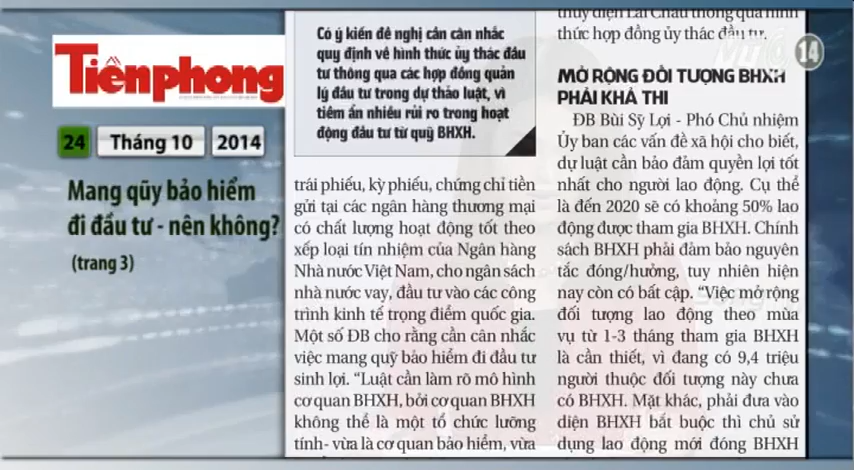 Tiềnphong
24 Tháng 10 2014
Mang qũy bảo hiểm
đi đầu tư - nên không?
(trang 3)
Có ý kiến đề nghị cần cân nhắc
quy định về hình thức ủy thác đầu
tư thông qua các hợp đồng quản
lý đầu tư trong dự thảo luật, vì
tiềm ẩn nhiều rủi ro trong hoạt
động đầu tư từ quỹ BHXH.
trái phiếu, kỳ phiếu, chứng chỉ tiền
gửi tại các ngân hàng thương mại
có chất lượng hoạt động tốt theo
xếp loại tín nhiệm của Ngân hàng
Nhà nước Việt Nam, cho ngân sách
nhà nước vay, đầu tư vào các công
trình kinh tế trọng điểm quốc gia.
Một số ĐB cho rằng cần cân nhắc
việc mang quỹ bảo hiểm đi đầu tư
sinh lợi. “Luật cần làm rõ mô hình
cơ quan BHXH, bởi cơ quan BHXH
không thể là một tổ chức lưỡng
tính- vừa là cơ quan bảo hiểm, vừa
thủy điện Lai Châu thông qua hình
thức hợp đồng ủy thác đầu tư.
14
MỞ RỘNG ĐỐI TƯỢNG BHXH
PHẢI KHẢ THI
ĐB Bùi Sỹ Lợi - Phó Chủ nhiệm
Ủy ban các vấn đề xã hội cho biết,
dự luật cần bảo đảm quyền lợi tốt
nhất cho người lao động. Cụ thể
là đến 2020 sẽ có khoảng 50% lao
động được tham gia BHXH. Chính
sách BHXH phải đảm bảo nguyên
tắc đóng/hưởng, tuy nhiên hiện
nay còn có bất cập. “Việc mở rộng
đối tượng lao động theo mùa
vụ từ 1-3 tháng tham gia BHXH
là cần thiết, vì đang có 9,4 triệu
người thuộc đối tượng này chưa
có BHXH. Mặt khác, phải đưa vào
diện BHXH bắt buộc thì chủ sử
dụng lao động mới đóng BHXH